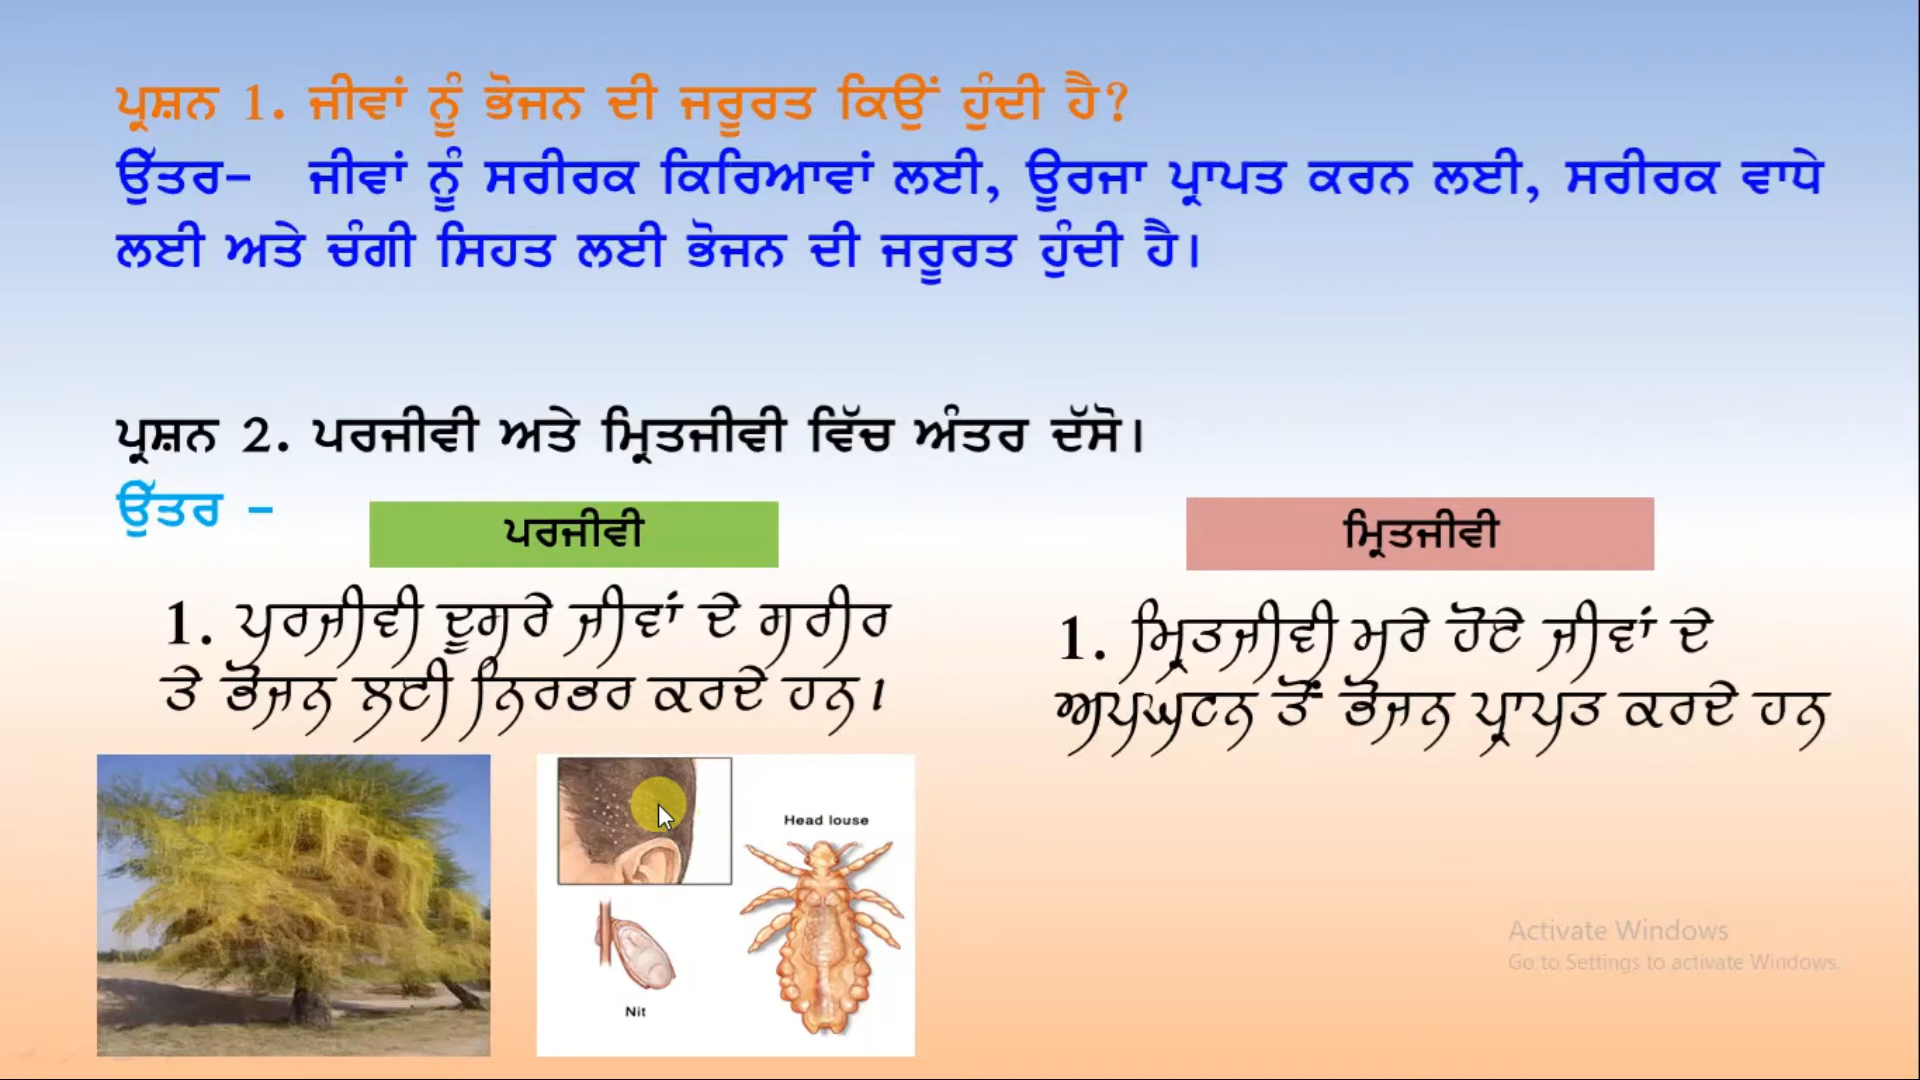 ਪ੍ਰਸ਼ਨ 1. ਜੀਵਾਂ ਨੂੰ ਭੋਜਨ ਦੀ ਜਰੂਰਤ ਕਿਉਂ ਹੁੰਦੀ ਹੈ?
ਉੱਤਰ- ਜੀਵਾਂ ਨੂੰ ਸਰੀਰਕ ਕਿਰਿਆਵਾਂ ਲਈ, ਊਰਜਾ ਪ੍ਰਾਪਤ ਕਰਨ ਲਈ, ਸਰੀਰਕ ਵਾਧੇ
ਲਈ ਅਤੇ ਚੰਗੀ ਸਿਹਤ ਲਈ ਭੋਜਨ ਦੀ ਜਰੂਰਤ ਹੁੰਦੀ ਹੈ।
ਪ੍ਰਸ਼ਨ 2. ਪਰਜੀਵੀ ਅਤੇ ਮ੍ਰਿਤਜੀਵੀ ਵਿੱਚ ਅੰਤਰ ਦੱਸੋ।
ਉੱਤਰ -
ਪਰਜੀਵੀ
1. ਪਰਜੀਵੀ ਦੂਸਰੇ ਜੀਵਾਂ ਦੇ ਸਰੀਰ
ਤੇ ਭੋਜਨ ਲਈ ਨਿਰਭਰ ਕਰਦੇ ਹਨ।
ਮ੍ਰਿਤਜੀਵੀ
1. ਮ੍ਰਿਤਜੀਵੀ ਮਰੇ ਹੋਏ ਜੀਵਾਂ ਦੇ
ਅਪਘਟਨ ਤੋਂ ਭੋਜਨ ਪ੍ਰਾਪਤ ਕਰਦੇ ਹਨ
Head louse
Nit
Activate Windows
Go to Settings to activate Windows.